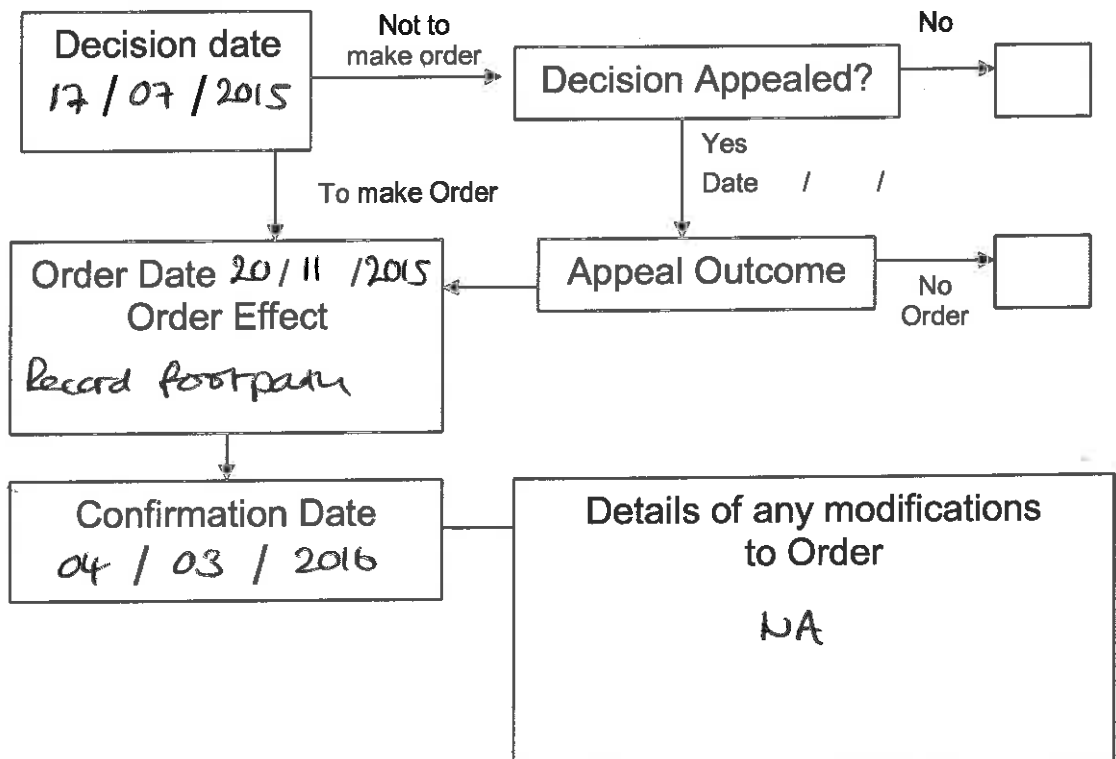 Decision date
17 / 07 / 2015
Not to
make order
Decision Appealed?
No
Yes
Date / /
To make Order
Order Date 20 / 11 / 2015
Order Effect
Record footpath
Appeal Outcome
No
Order
Confirmation Date
04 / 03 / 2016
Details of any modifications
to Order
NA